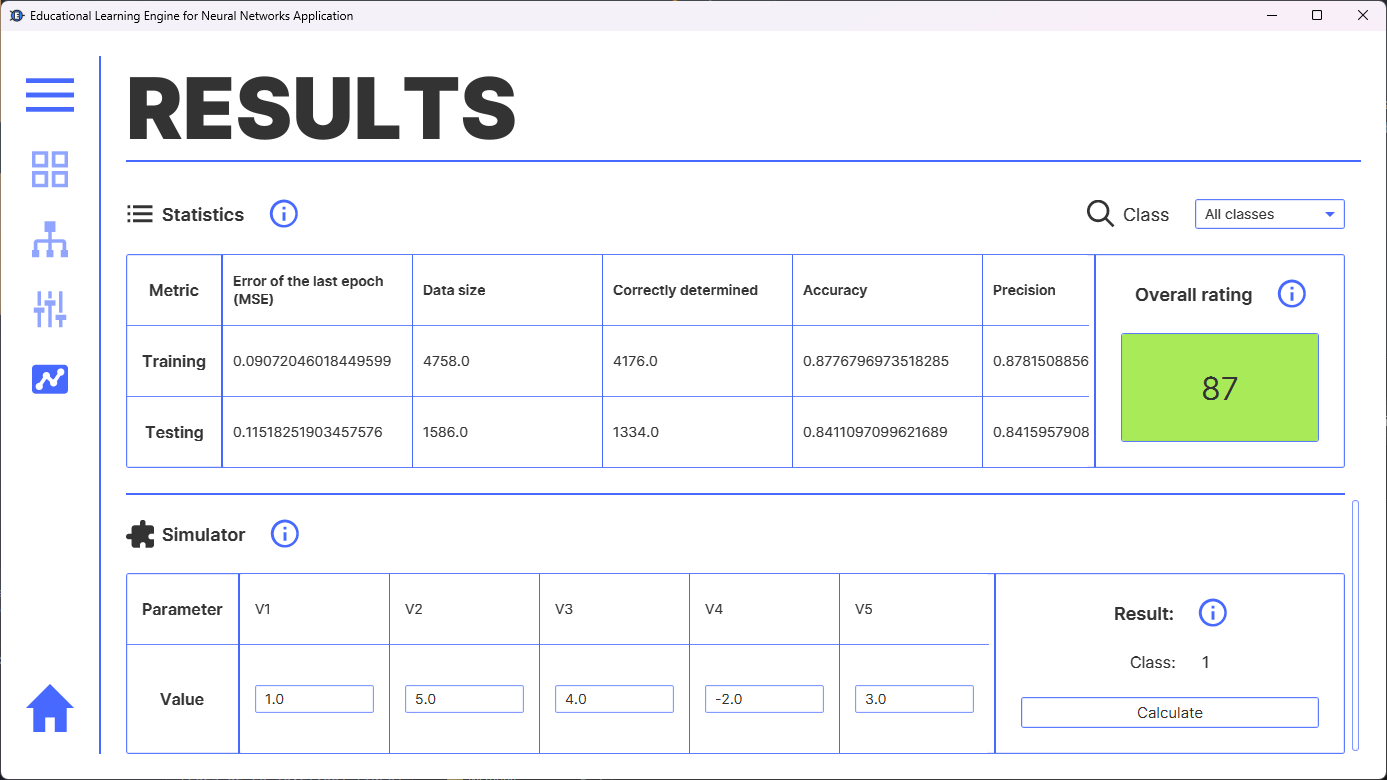 Educational Learning Engine for Neural Networks Application
RESULTS
Statistics
Class
All classes
Metric
Error of the last epoch
(MSE)
Data size
Correctly determined
Accuracy
Precision
Training
0.09072046018449599
4758.0
4176.0
0.8776796973518285
0.8781508856
Testing
0.11518251903457576
1586.0
1334.0
0.8411097099621689
0.8415957908
Overall rating
87
Simulator
Parameter
V1
V2
V3
V4
V5
Value
1.0
5.0
4.0
-2.0
3.0
Result:
Class: 1
Calculate